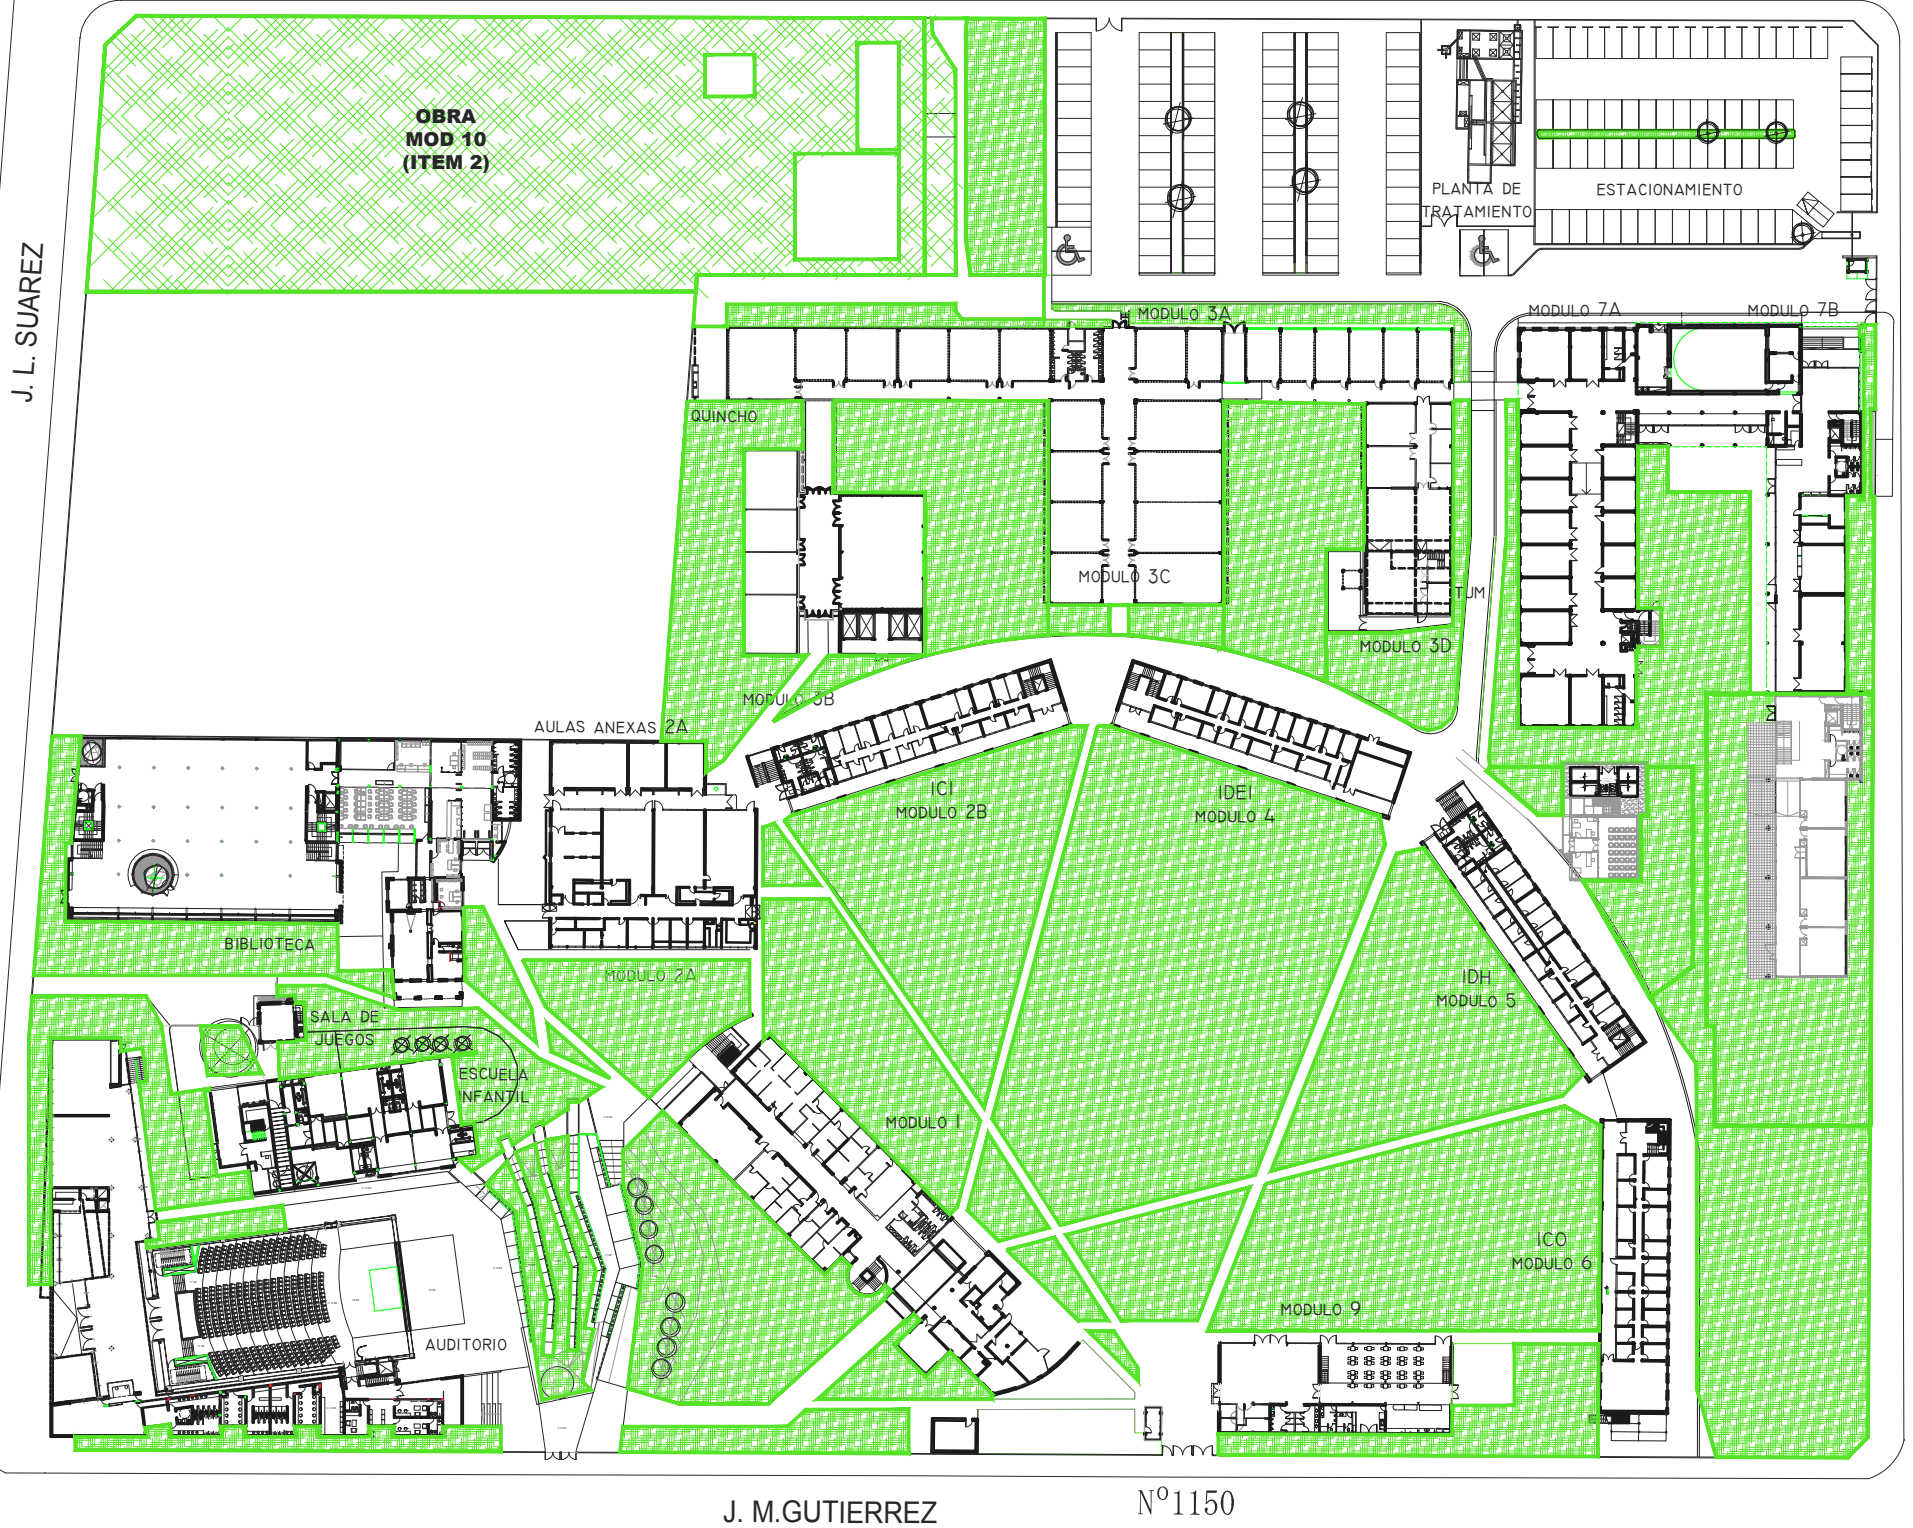 OBRA
MOD 10
(ITEM 2)
PLANTA DE
TRATAMIENTO
ESTACIONAMIENTO
J. L. SUAREZ
MODULO 3A
MODULO 7A
MODULO 7B
QUINCHO
MODULO 3C
TUM
MODULO 3D
MODULO 3B
AULAS ANEXAS 2A
ICI
MODULO 2B
IDEI
MODULO 4
BIBLIOTECA
MODULO 2A
IDH
MODULO 5
SALA DE
JUEGOS
ESCUELA
INFANTIL
MODULO 1
ICO
MODULO 6
MODULO 9
AUDITORIO
J. M.GUTIERREZ
Nº1150